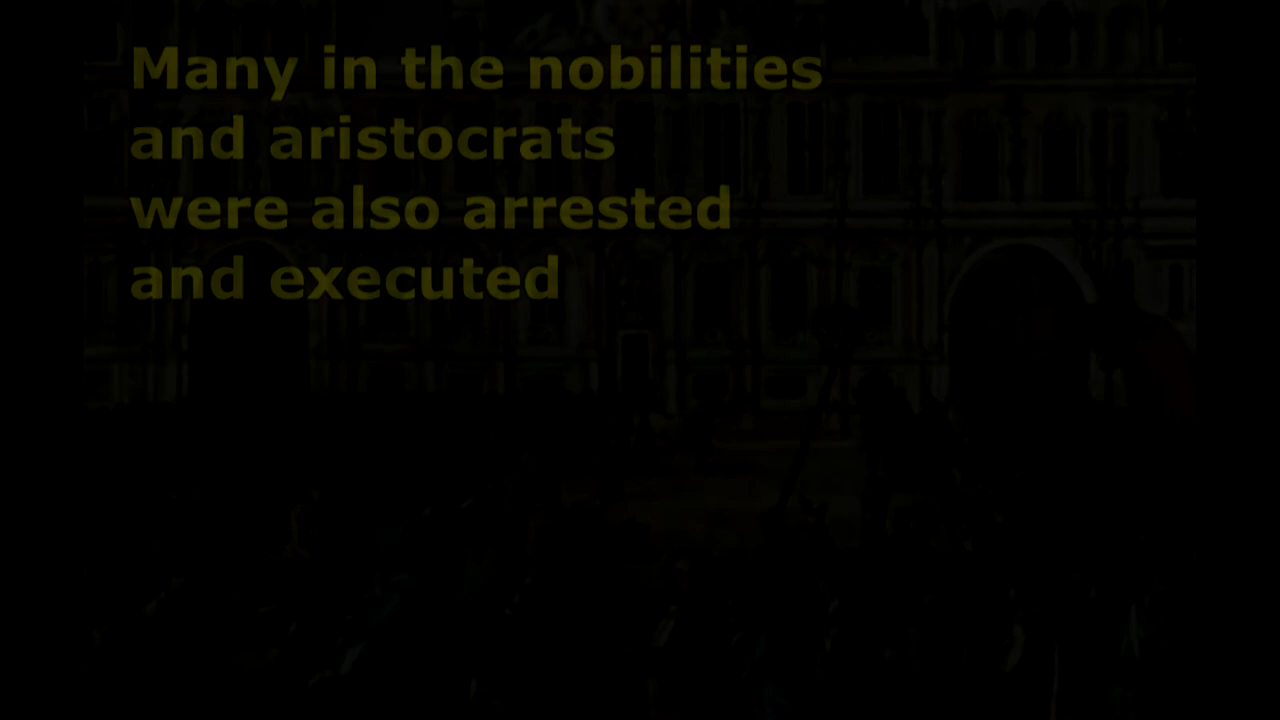 Many in the nobilities
and aristocrats
were also arrested
and executed